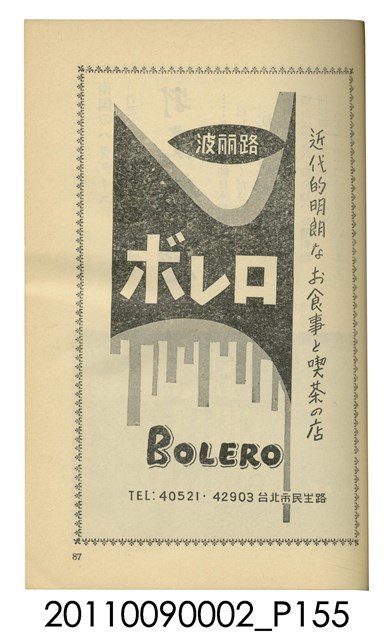 波丽路
ボレロ
近代的明朗な お食事と喫茶の店
BOLERO
TEL: 40521・42903 台北市民生路
87
20110090002_P155